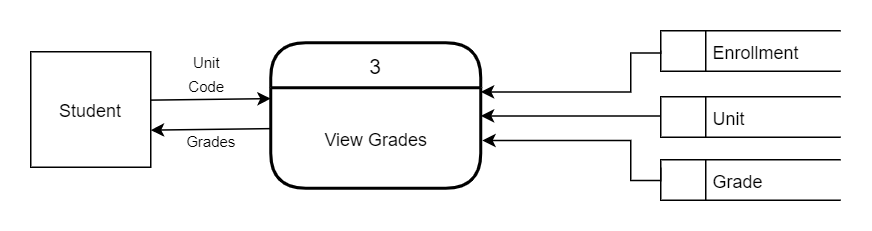 Student
Unit
Code
Grades
3
View Grades
Enrollment
Unit
Grade